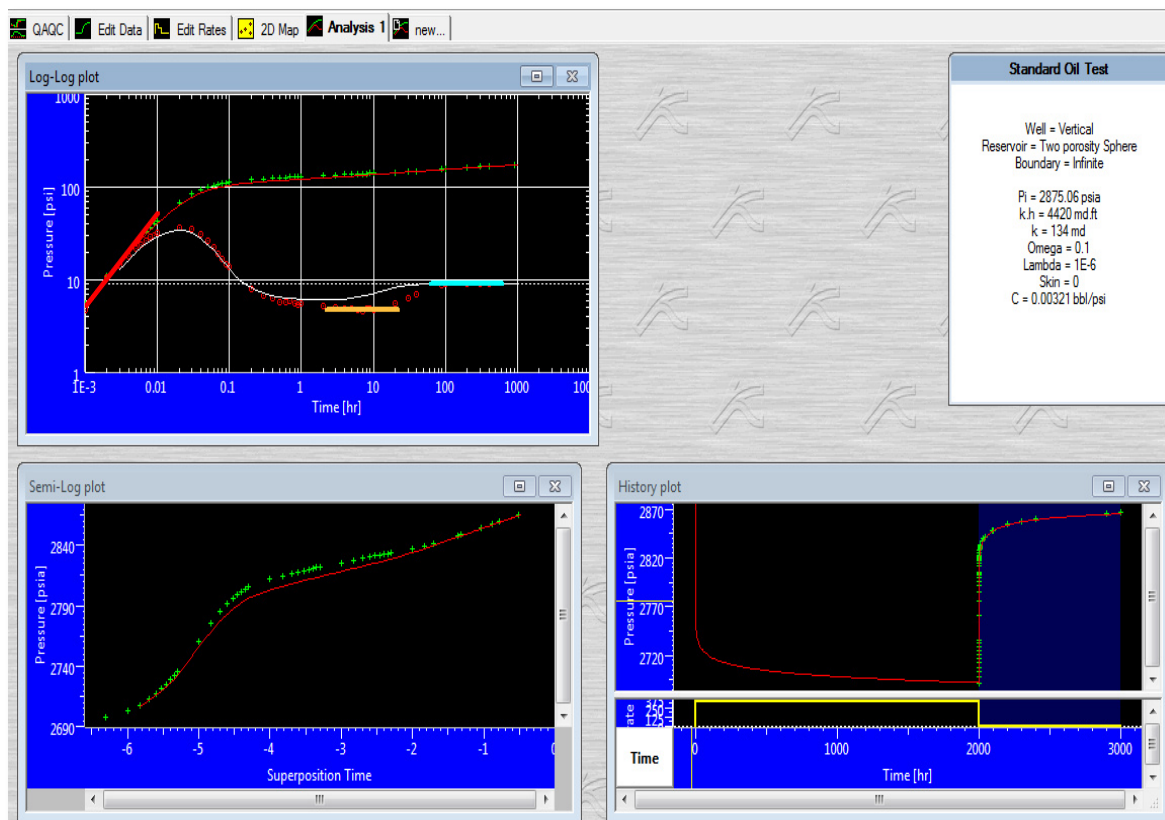 QAQC Edit Data Edit Rates 2D Map Analysis 1 new...
Log-Log plot
1000
100
10
1
Pressure [psi]
1E-3 0.01 0.1 1 10 100 1000 100
Time [hr]
Standard Oil Test
Well = Vertical
Reservoir = Two porosity Sphere
Boundary = Infinite
Pi = 2875.06 psia
k.h = 4420 md.ft
k = 134 md
Omega = 0.1
Lambda = 1E-6
Skin = 0
C = 0.00321 bbl/psi
Semi-Log plot
2840
2790
2740
2690
Pressure [psia]
-6 -5 -4 -3 -2 -1 0
Superposition Time
History plot
2870
2820
2770
2720
Pressure [psia]
375
250
125
ate
Time
0 1000 2000 3000
Time [hr]